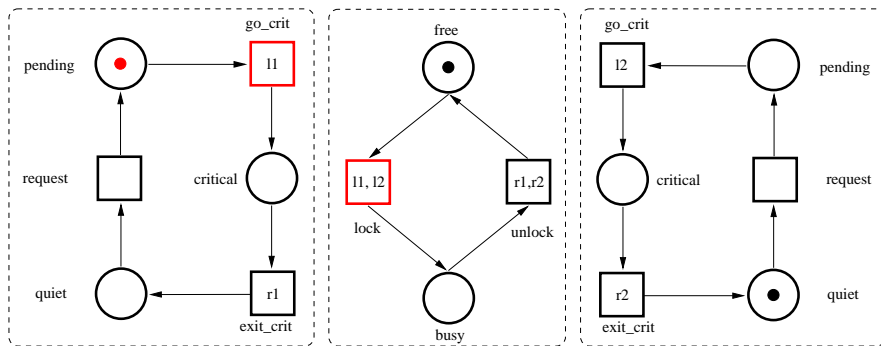 go_crit
pending
l1
request
critical
quiet
r1
exit_crit
free
l1, l2
r1,r2
lock
unlock
busy
go_crit
l2
pending
critical
request
r2
quiet
exit_crit